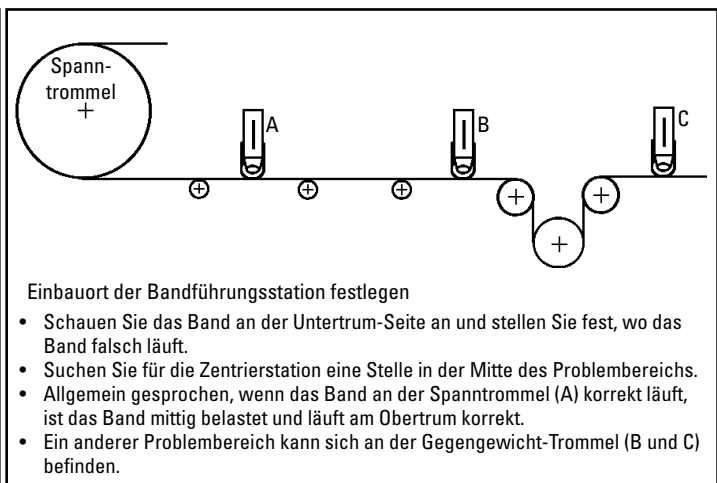 Spann-
trommel
A
B
C
Einbauort der Bandführungsstation festlegen
• Schauen Sie das Band an der Untertrum-Seite an und stellen Sie fest, wo das
Band falsch läuft.
• Suchen Sie für die Zentrierstation eine Stelle in der Mitte des Problembereichs.
• Allgemein gesprochen, wenn das Band an der Spanntrommel (A) korrekt läuft,
ist das Band mittig belastet und läuft am Obertrum korrekt.
• Ein anderer Problembereich kann sich an der Gegengewicht-Trommel (B und C)
befinden.